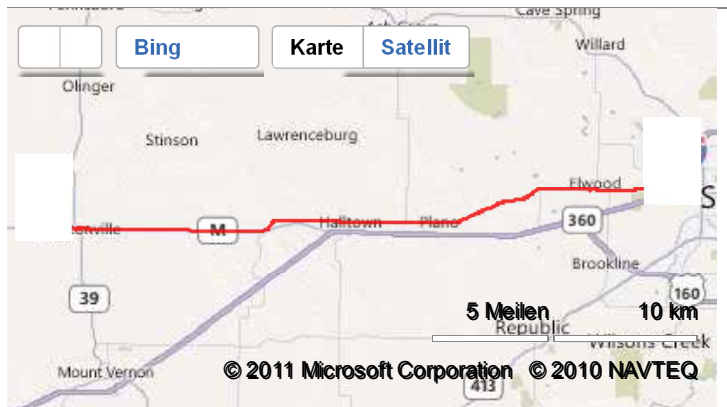 Cave Spring
Willard
Bing
Karte
Satellit
Olinger
Stinson
Lawrenceburg
Elwood
S
M
Halltown
Plano
360
Brookline
39
160
5 Meilen
10 km
Republic
Wilsons Creek
Mount Vernon
© 2011 Microsoft Corporation © 2010 NAVTEQ
413